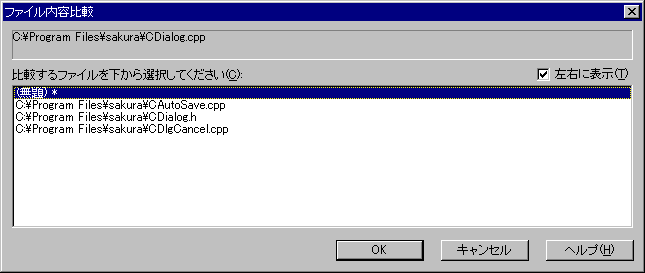 ファイル内容比較
C:¥Program Files¥sakura¥CDialog.cpp
比較するファイルを下から選択してください(C):
左右に表示(T)
(無題) *
C:¥Program Files¥sakura¥CAutoSave.cpp
C:¥Program Files¥sakura¥CDialog.h
C:¥Program Files¥sakura¥CDlgCancel.cpp
OK
キャンセル
ヘルプ(H)